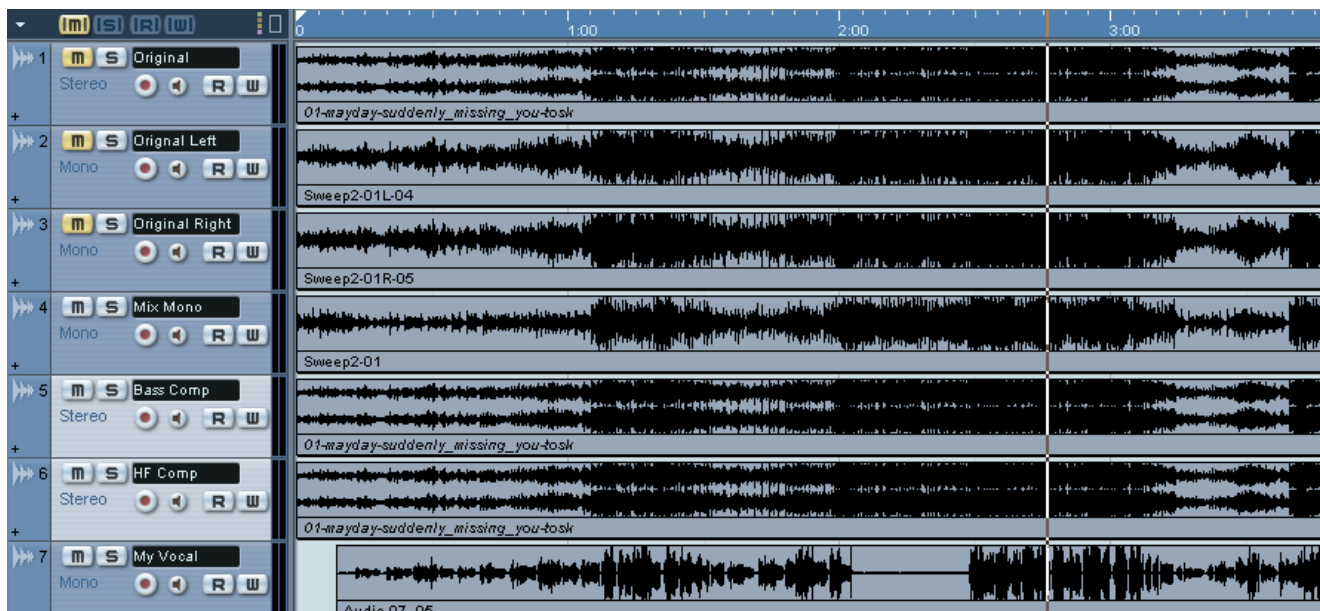 m S R W
0 1:00 2:00 3:00
1 m S Original
Stereo R W
+
01-mayday-suddenly_missing_you-tosk
2 m S Orignal Left
Mono R W
+
Sweep2-01L-04
3 m S Original Right
Mono R W
+
Sweep2-01R-05
4 m S Mix Mono
Mono R W
+
Sweep2-01
5 m S Bass Comp
Stereo R W
+
01-mayday-suddenly_missing_you-tosk
6 m S HF Comp
Stereo R W
+
01-mayday-suddenly_missing_you-tosk
7 m S My Vocal
Mono R W
Audio 07_05